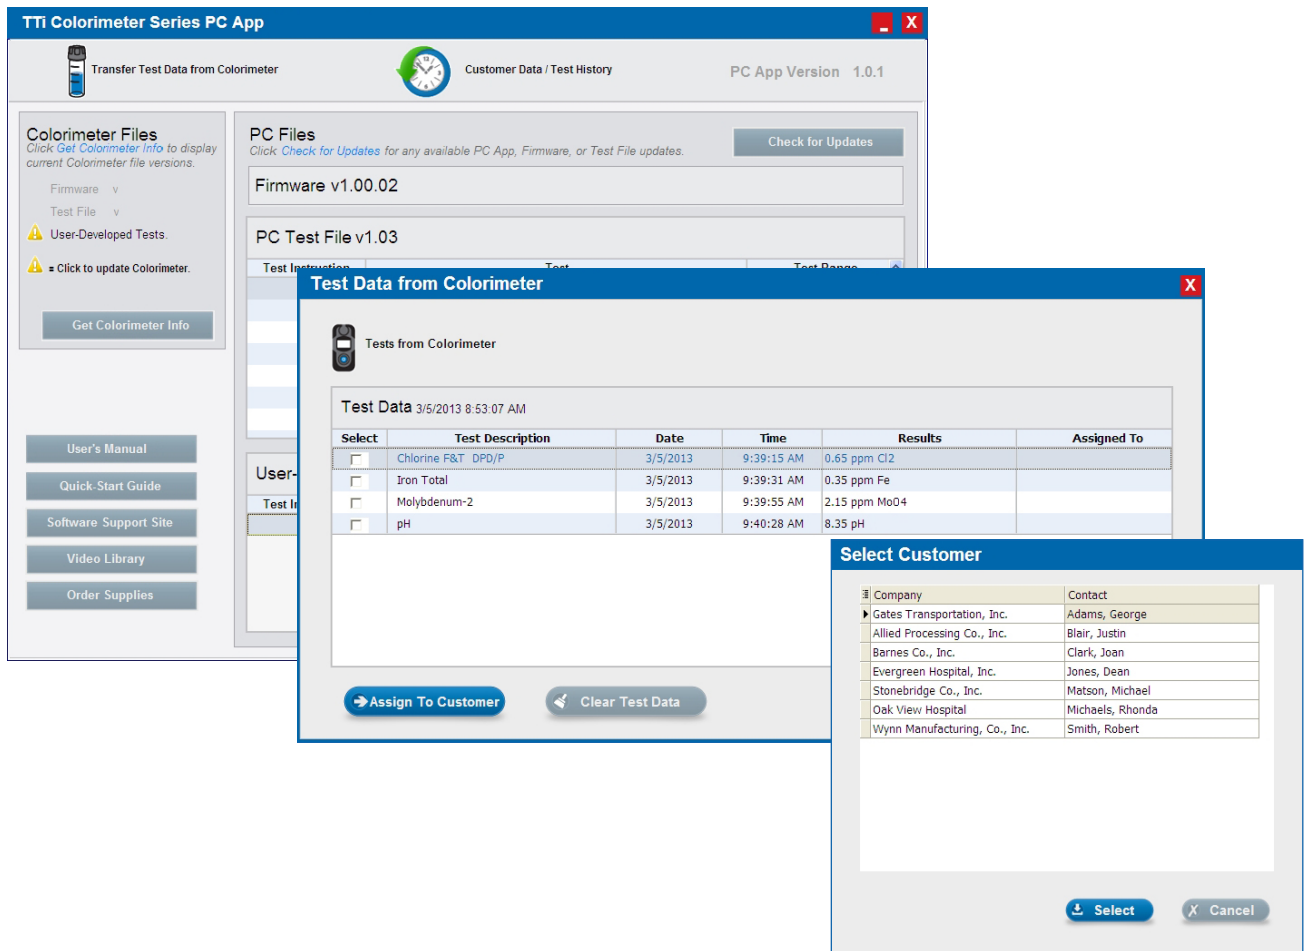 TTi Colorimeter Series PC App
Transfer Test Data from Colorimeter
Customer Data / Test History
PC App Version 1.0.1
Colorimeter Files
Click Get Colorimeter Info to display
current Colorimeter file versions.
Firmware v
Test File v
User-Developed Tests.
= Click to update Colorimeter.
Get Colorimeter Info
User's Manual
Quick-Start Guide
Software Support Site
Video Library
Order Supplies
PC Files
Click Check for Updates for any available PC App, Firmware, or Test File updates.
Check for Updates
Firmware v1.00.02
PC Test File v1.03
Test Instruction Test Test Range
User-
Test In
Test Data from Colorimeter
X
Tests from Colorimeter
Test Data 3/5/2013 8:53:07 AM
Select Test Description Date Time Results Assigned To
Chlorine F&T DPD/P 3/5/2013 9:39:15 AM 0.65 ppm Cl2
Iron Total 3/5/2013 9:39:31 AM 0.35 ppm Fe
Molybdenum-2 3/5/2013 9:39:55 AM 2.15 ppm Mo04
pH 3/5/2013 9:40:28 AM 8.35 pH
Assign To Customer
Clear Test Data
Select Customer
Company Contact
Gates Transportation, Inc. Adams, George
Allied Processing Co., Inc. Blair, Justin
Barnes Co., Inc. Clark, Joan
Evergreen Hospital, Inc. Jones, Dean
Stonebridge Co., Inc. Matson, Michael
Oak View Hospital Michaels, Rhonda
Wynn Manufacturing, Co., Inc. Smith, Robert
Select
X Cancel